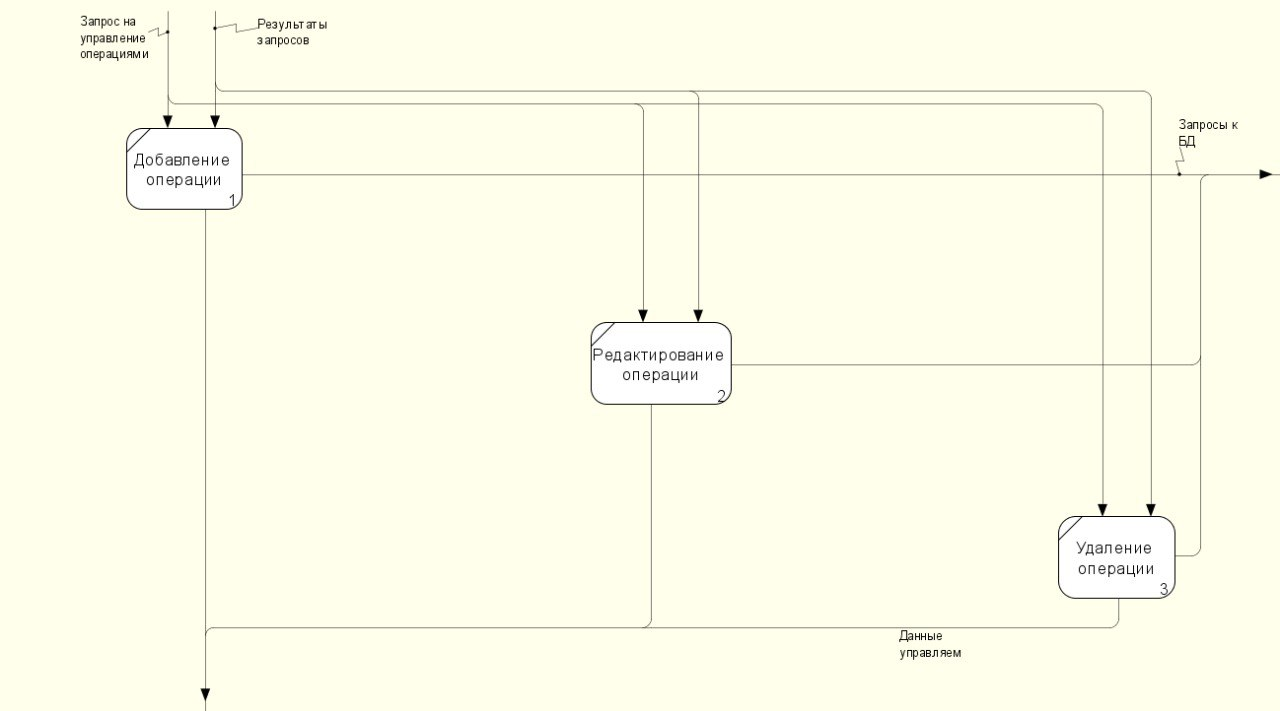 Запрос на
управление
операциями
Результаты
запросов
Запросы к
БД
Добавление
операции
1
Редактирование
операции
2
Удаление
операции
3
Данные
управляем